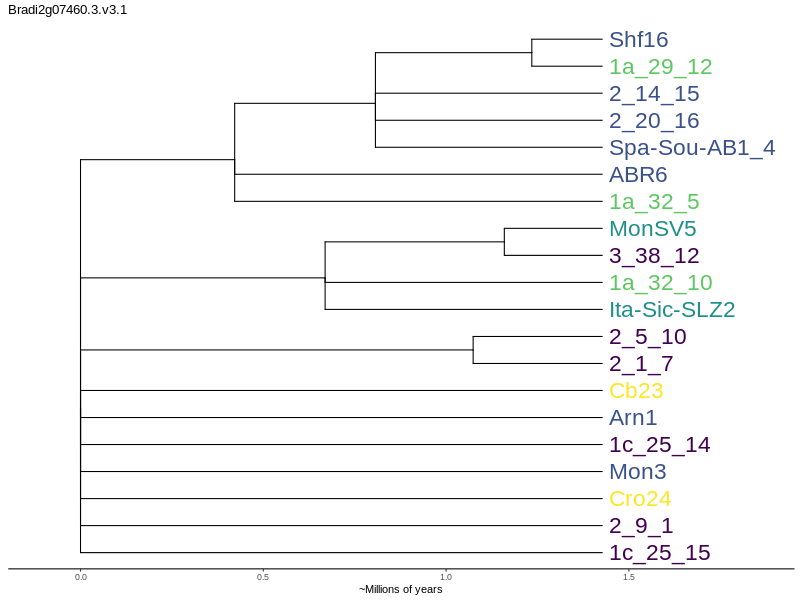 Bradi2g07460.3.v3.1
Shf16
1a_29_12
2_14_15
2_20_16
Spa-Sou-AB1_4
ABR6
1a_32_5
MonSV5
3_38_12
1a_32_10
Ita-Sic-SLZ2
2_5_10
2_1_7
Cb23
Arn1
1c_25_14
Mon3
Cro24
2_9_1
1c_25_15
0.0 0.5 1.0 1.5
~Millions of years